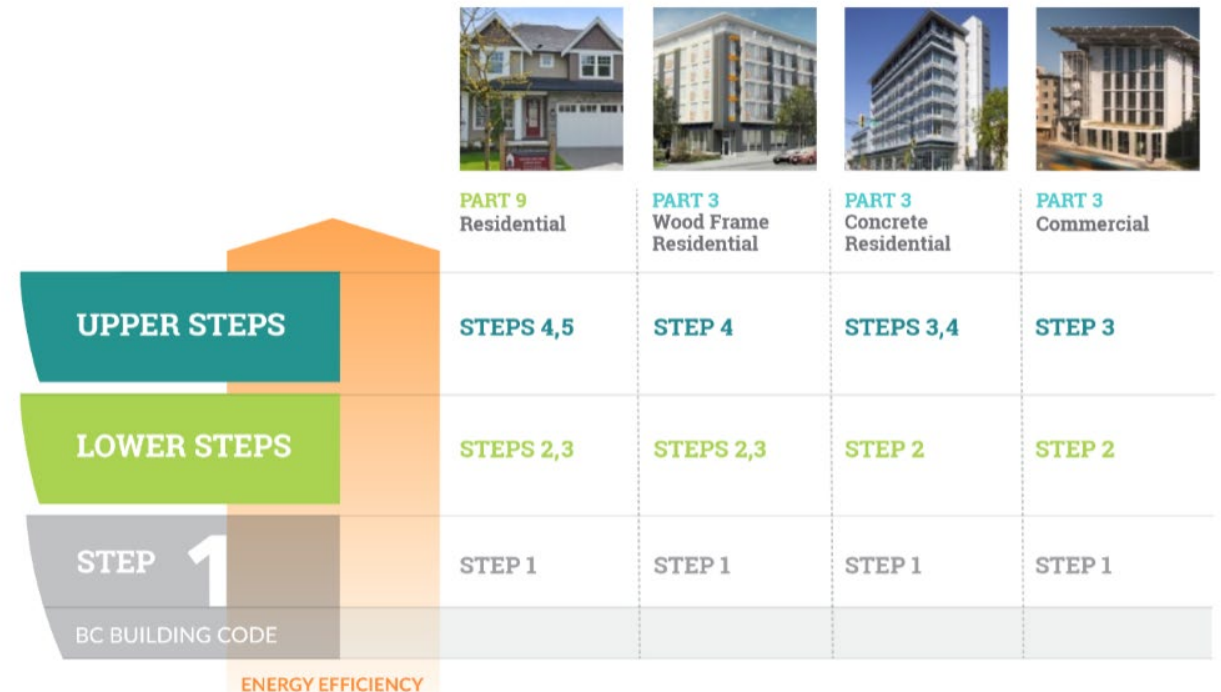 PART 9
Residential
PART 3
Wood Frame
Residential
PART 3
Concrete
Residential
PART 3
Commercial
UPPER STEPS
STEPS 4,5
STEP 4
STEPS 3,4
STEP 3
LOWER STEPS
STEPS 2,3
STEPS 2,3
STEP 2
STEP 2
STEP 1
STEP 1
STEP 1
STEP 1
STEP 1
BC BUILDING CODE
ENERGY EFFICIENCY